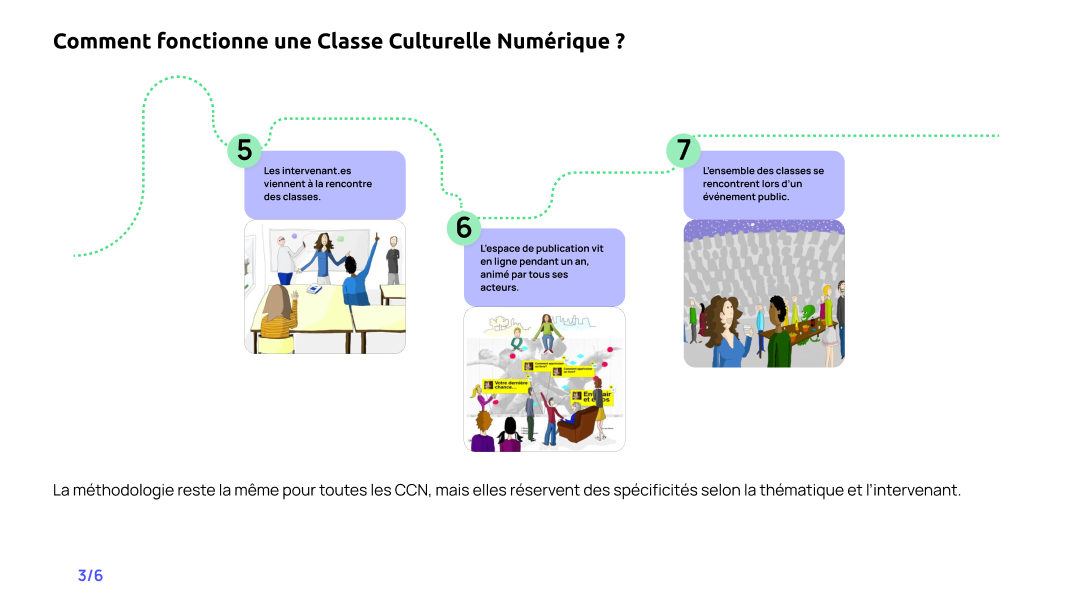 Comment fonctionne une Classe Culturelle Numérique ?
5
Les intervenant.es
viennent à la rencontre
des classes.
6
L'espace de publication vit
en ligne pendant un an,
animé par tous ses
acteurs.
Votre dernière
chance...
7
L'ensemble des classes se
rencontrent lors d'un
événement public.
La méthodologie reste la même pour toutes les CCN, mais elles réservent des spécificités selon la thématique et l'intervenant.
3/6